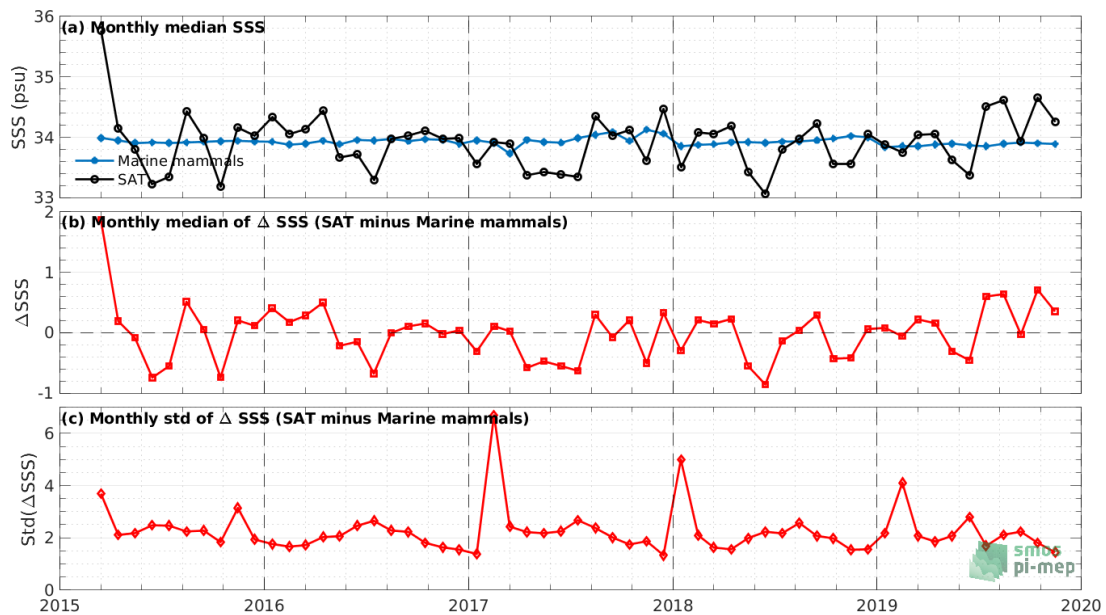 (a) Monthly median SSS
36
35
34
33
SSS (psu)
Marine mammals
SAT
(b) Monthly median of Δ SSS (SAT minus Marine mammals)
2
1
0
-1
Δ SSS
(c) Monthly std of Δ SSS (SAT minus Marine mammals)
6
4
2
0
Std(Δ SSS)
smos
pi-mep
2015 2016 2017 2018 2019 2020